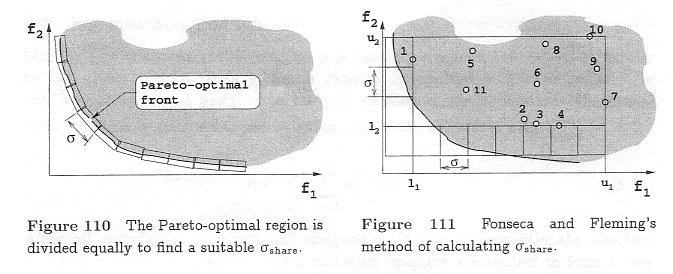 f2
Pareto-optimal
front
σ
f1
f2
u2
1
5
8
10
9
σ
6
11
7
2
3
4
l2
σ
l1
u1
f1
Figure 110 The Pareto-optimal region is
divided equally to find a suitable σshare.
Figure 111 Fonseca and Fleming's
method of calculating σshare.